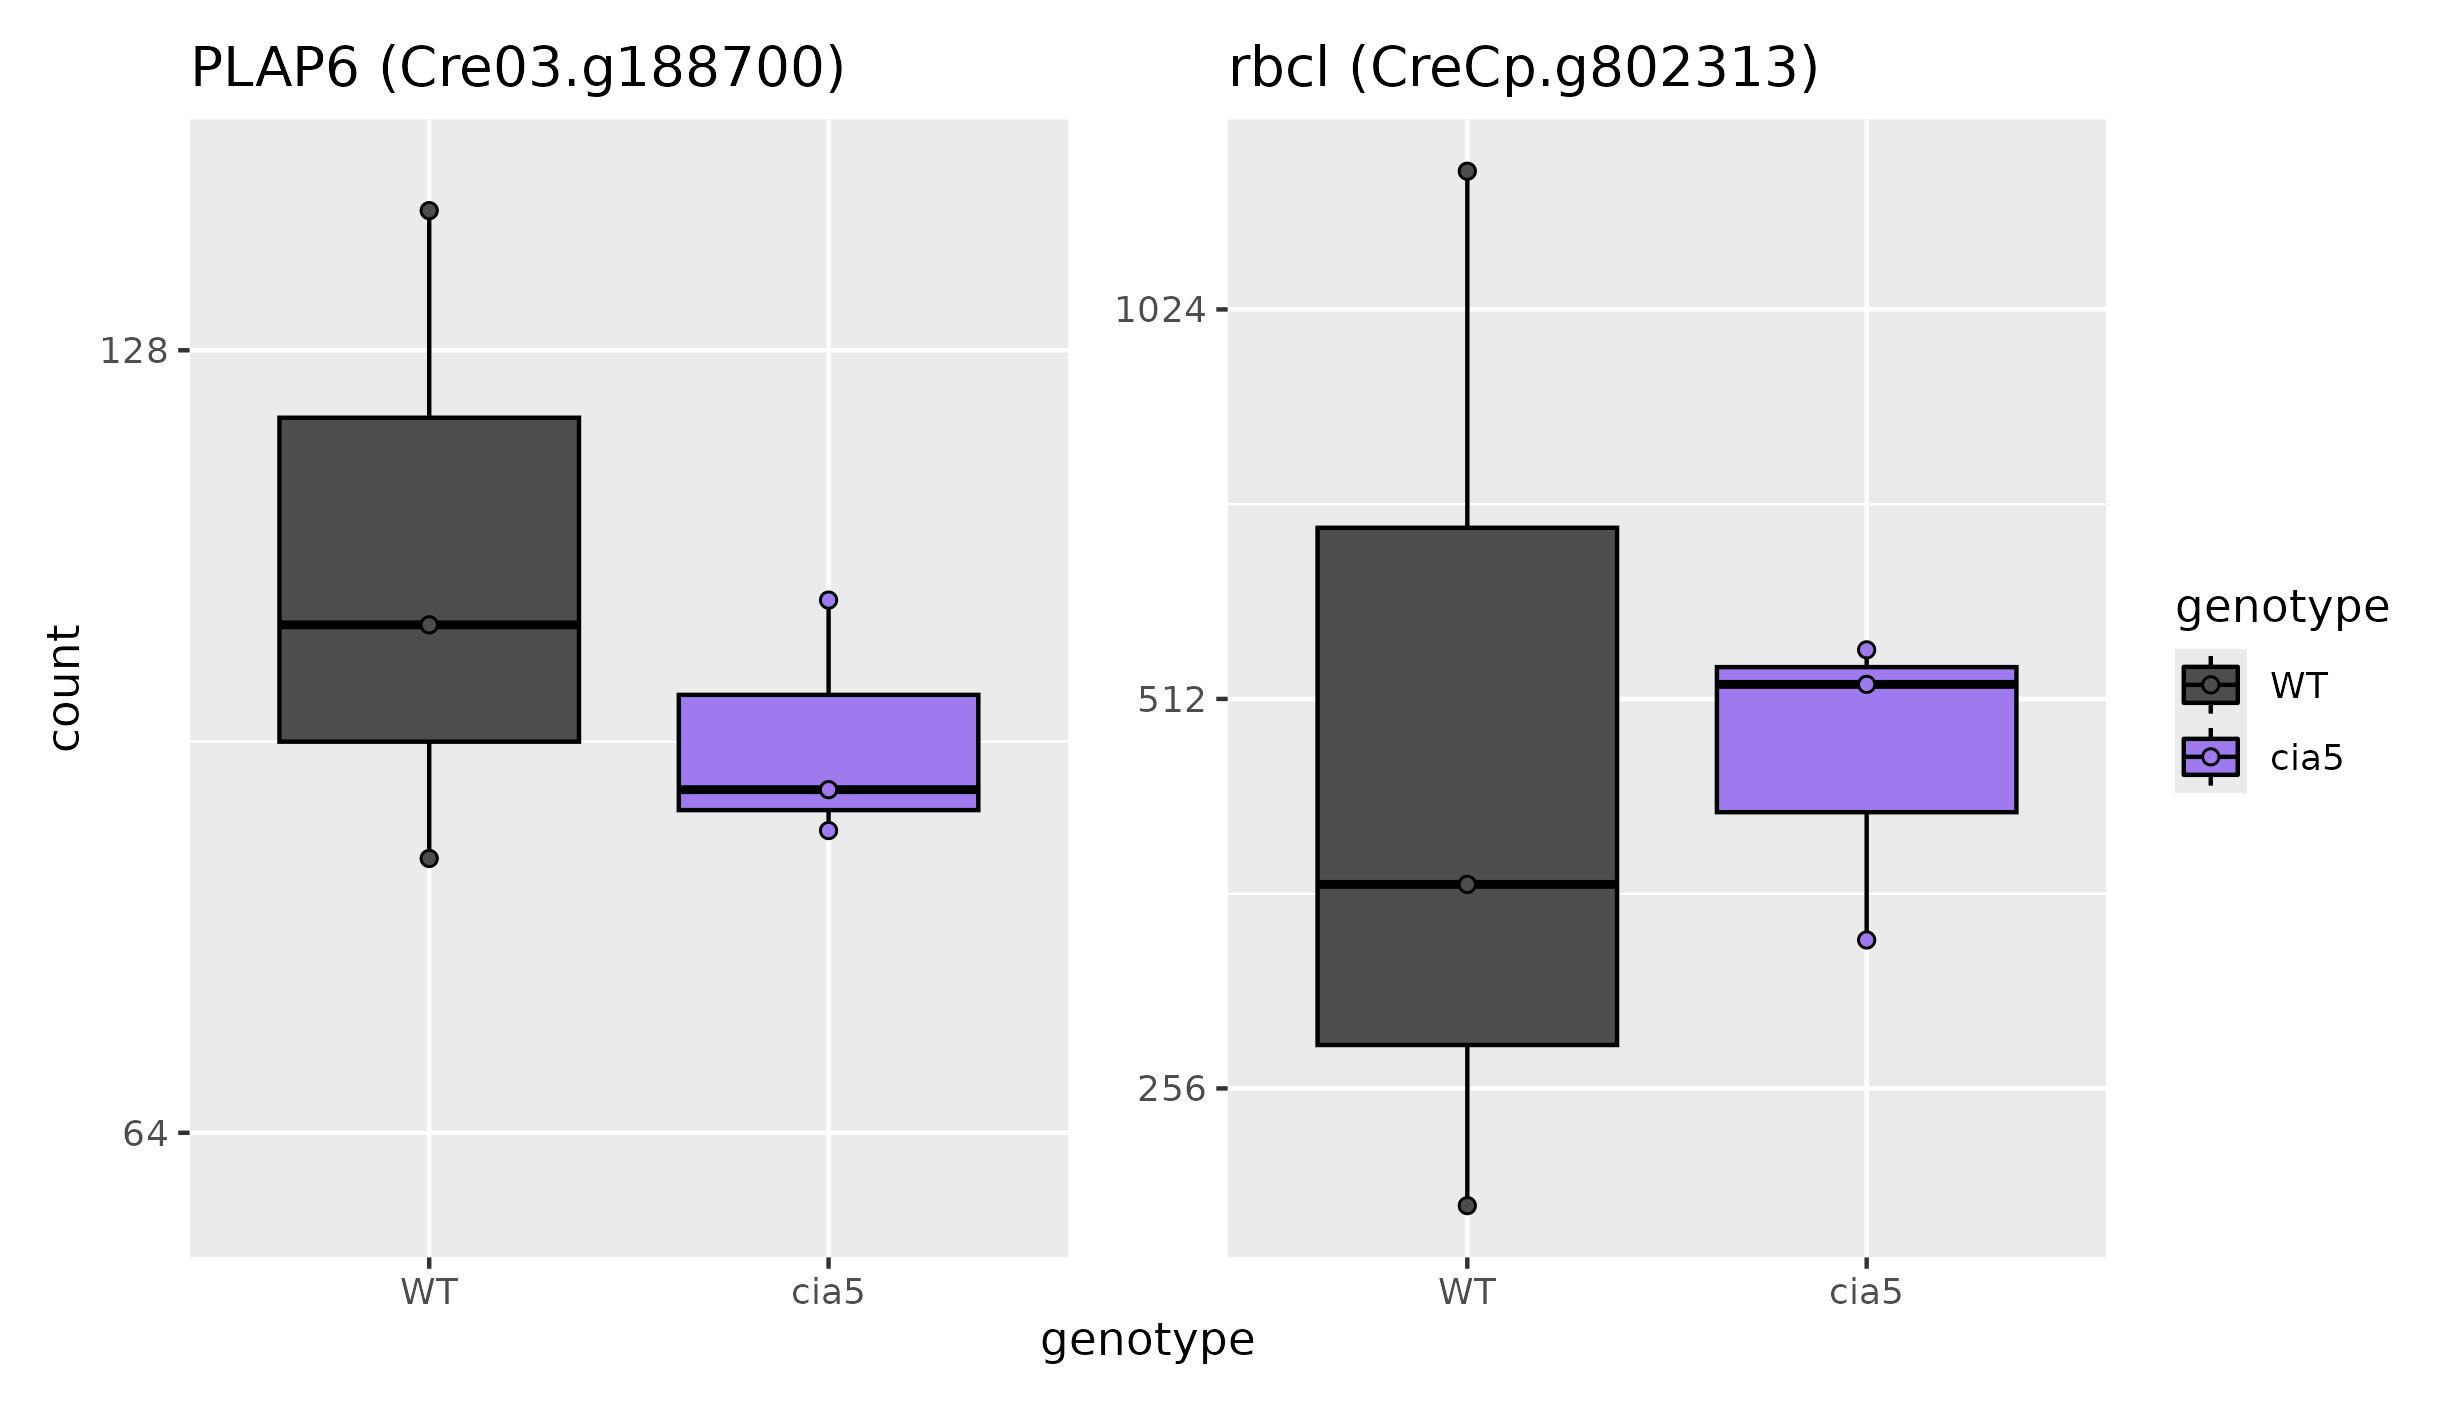 PLAP6 (Cre03.g188700)
128
64
count
WT
cia5
rbcl (CreCp.g802313)
1024
512
256
WT
cia5
genotype
genotype
WT
cia5